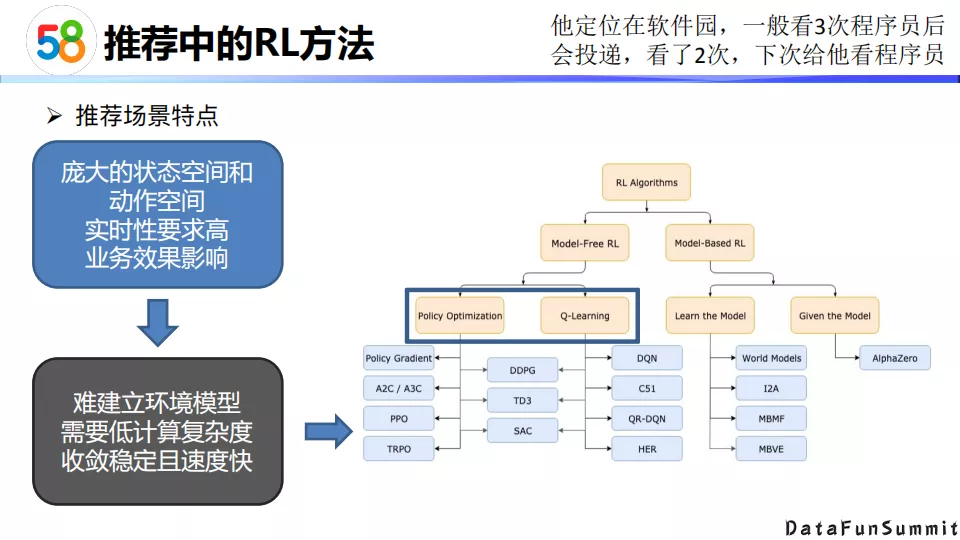 58
推荐中的RL方法
他定位在软件园，一般看3次程序员后
会投递，看了2次，下次给他看程序员
推荐场景特点
庞大的状态空间和
动作空间
实时性要求高
业务效果影响
难建立环境模型
需要低计算复杂度
收敛稳定且速度快
RL Algorithms
Model-Free RL
Model-Based RL
Policy Optimization
Q-Learning
Learn the Model
Given the Model
Policy Gradient
DDPG
DQN
World Models
AlphaZero
A2C / A3C
TD3
C51
I2A
PPO
SAC
QR-DQN
MBMF
TRPO
HER
MBVE
DataFunSummit